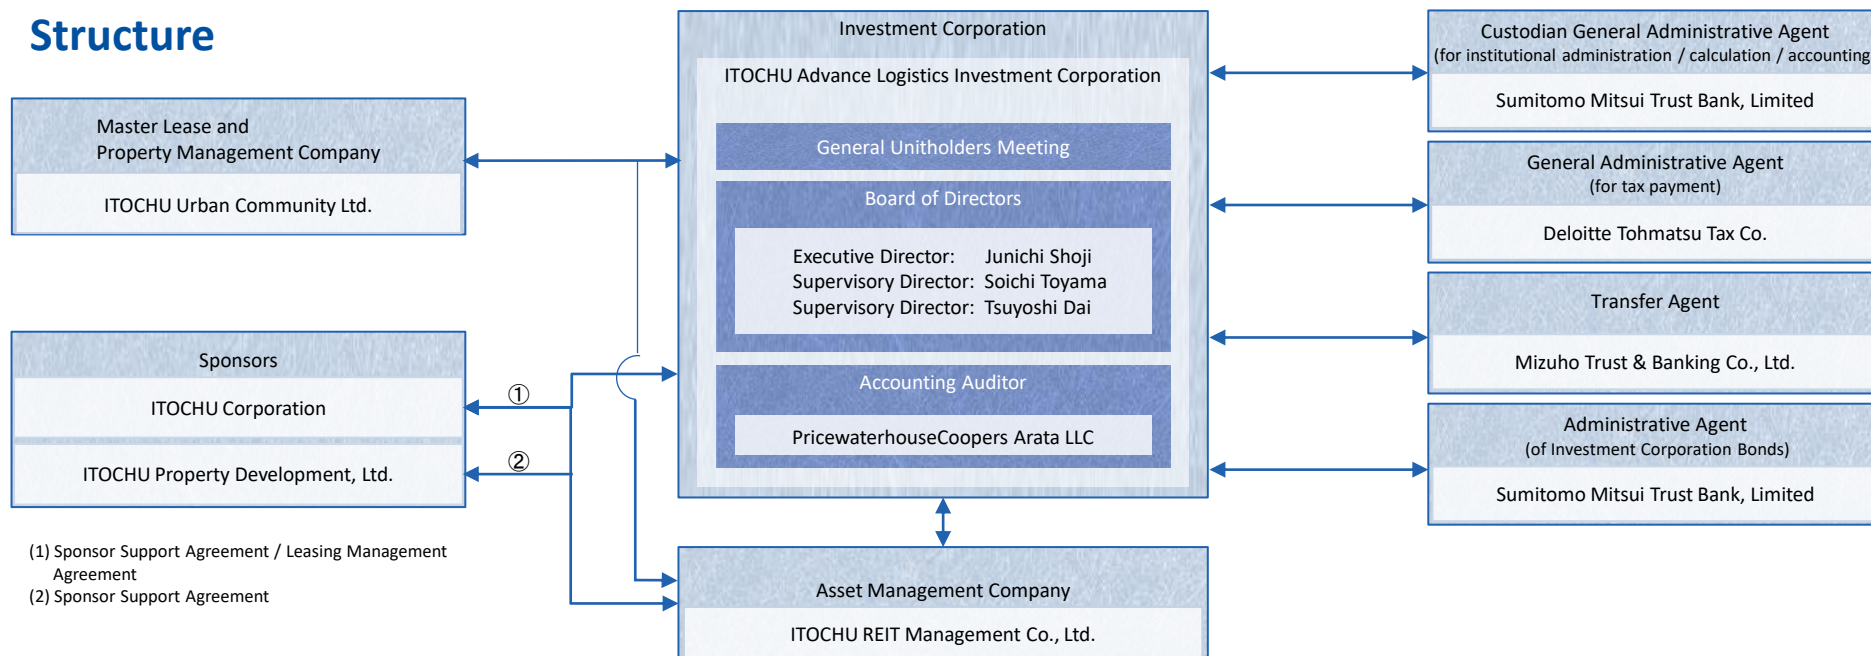 Structure
Master Lease and
Property Management Company
ITOCHU Urban Community Ltd.
Sponsors
ITOCHU Corporation
ITOCHU Property Development, Ltd.
①
②
(1) Sponsor Support Agreement / Leasing Management
Agreement
(2) Sponsor Support Agreement
Investment Corporation
ITOCHU Advance Logistics Investment Corporation
General Unitholders Meeting
Board of Directors
Executive Director: Junichi Shoji
Supervisory Director: Soichi Toyama
Supervisory Director: Tsuyoshi Dai
Accounting Auditor
PricewaterhouseCoopers Arata LLC
Asset Management Company
ITOCHU REIT Management Co., Ltd.
Custodian General Administrative Agent
(for institutional administration / calculation / accounting
Sumitomo Mitsui Trust Bank, Limited
General Administrative Agent
(for tax payment)
Deloitte Tohmatsu Tax Co.
Transfer Agent
Mizuho Trust & Banking Co., Ltd.
Administrative Agent
(of Investment Corporation Bonds)
Sumitomo Mitsui Trust Bank, Limited